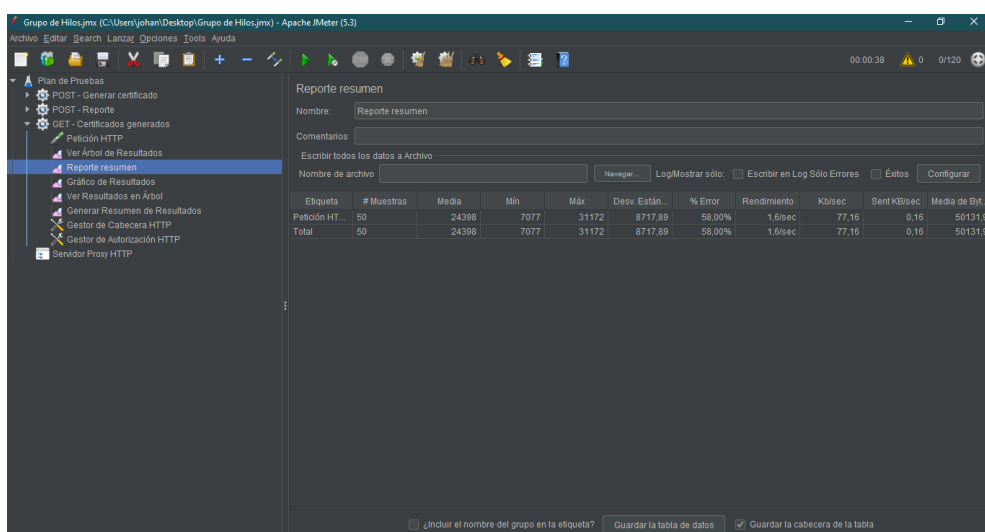 Grupo de Hilos.jmx (C:\Users\johan\Desktop\Grupo de Hilos.jmx) - Apache JMeter (5.3)
Archivo Editar Search Lanzar Opciones Tools Ayuda
00:00:38 0 0/120
Plan de Pruebas
POST - Generar certificado
POST - Reporte
GET - Certificados generados
Petición HTTP
Ver Árbol de Resultados
Reporte resumen
Gráfico de Resultados
Ver Resultados en Árbol
Generar Resumen de Resultados
Gestor de Cabecera HTTP
Gestor de Autorización HTTP
Servidor Proxy HTTP
Reporte resumen
Nombre: Reporte resumen
Comentarios
Escribir todos los datos a Archivo
Nombre de archivo Navegar... Log/Mostrar sólo: Escribir en Log Sólo Errores Éxitos Configurar
Etiqueta # Muestras Media Mín Máx Desv. Están... % Error Rendimiento Kb/sec Sent KB/sec Media de Byt...
Petición HT... 50 24398 7077 31172 8717,89 58,00% 1,6/sec 77,16 0,16 50131,9
Total 50 24398 7077 31172 8717,89 58,00% 1,6/sec 77,16 0,16 50131,9
¿Incluir el nombre del grupo en la etiqueta? Guardar la tabla de datos Guardar la cabecera de la tabla